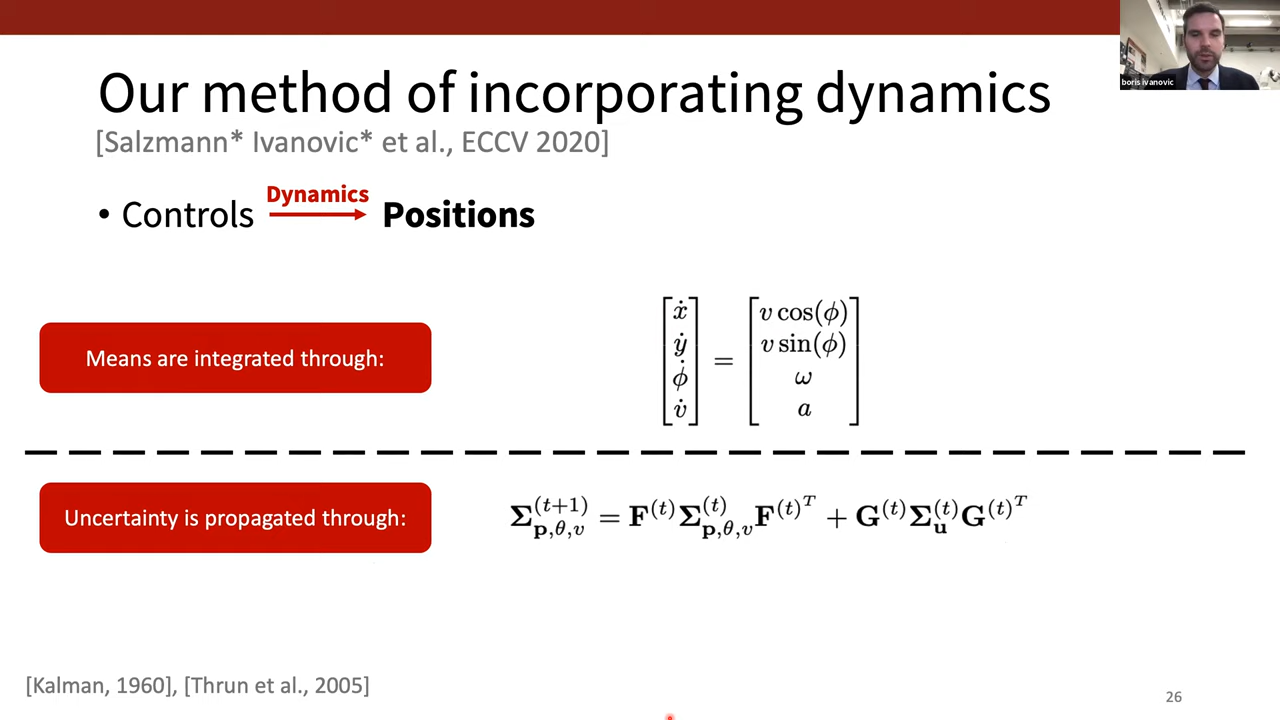 boris ivanovic
Our method of incorporating dynamics
[Salzmann* Ivanovic* et al., ECCV 2020]
• Controls Dynamics → Positions
Means are integrated through:
[ẋ ẏ φ̇ v̇] = [v cos(ϕ) v sin(ϕ) ω a]
Uncertainty is propagated through:
Σ_{p,θ,v}^{(t+1)} = F^{(t)} Σ_{p,θ,v}^{(t)} F^{(t)^T} + G^{(t)} Σ_u^{(t)} G^{(t)^T}
[Kalman, 1960], [Thrun et al., 2005]
26